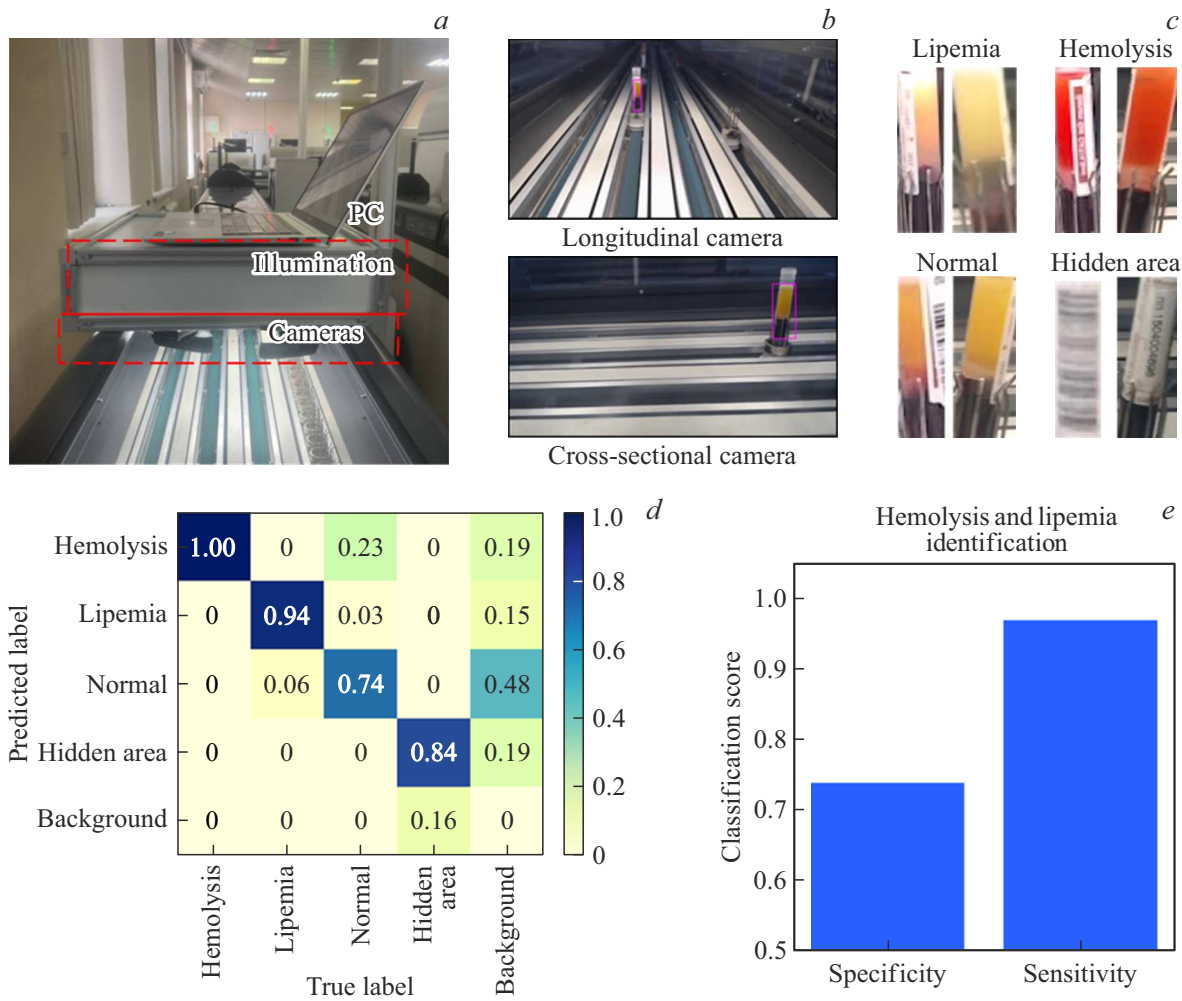 a
PC
Illumination
Cameras
b
Longitudinal camera
Cross-sectional camera
c
Lipemia
Hemolysis
Normal
Hidden area
d
Predicted label
Hemolysis
1.00 0 0.23 0 0.19
Lipemia
0 0.94 0.03 0 0.15
Normal
0 0.06 0.74 0 0.48
Hidden area
0 0 0 0.84 0.19
Background
0 0 0 0.16 0
Hemolysis
Lipemia
Normal
Hidden
area
Background
True label
1.0
0.8
0.6
0.4
0.2
0
e
Hemolysis and lipemia
identification
Classification score
1.0
0.9
0.8
0.7
0.6
0.5
Specificity
Sensitivity